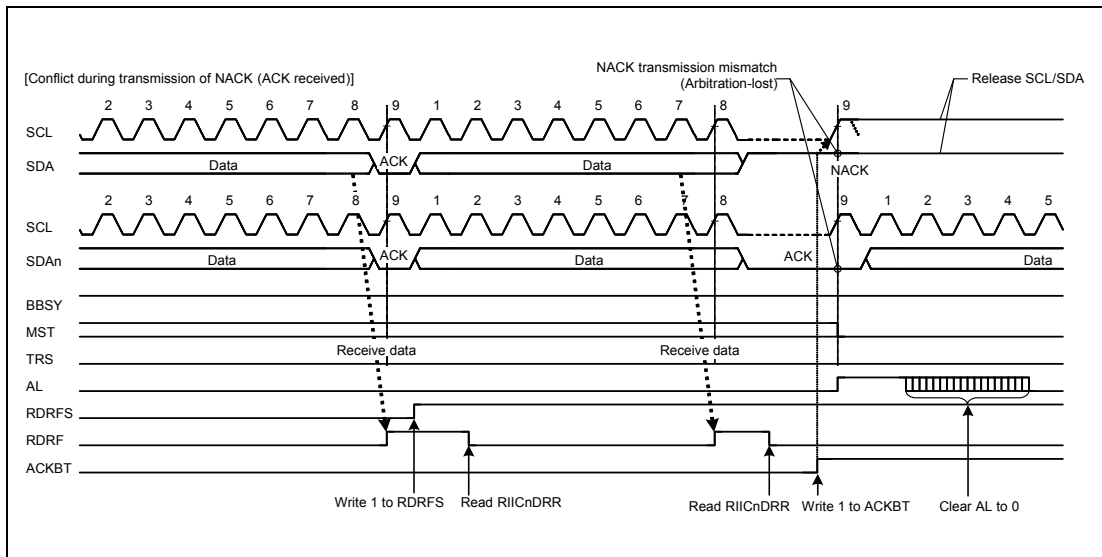 [Conflict during transmission of NACK (ACK received)]
NACK transmission mismatch
(Arbitration-lost)
Release SCL/SDA
2 3 4 5 6 7 8 9 1 2 3 4 5 6 7 8 9
SCL
SDA Data ACK Data NACK
2 3 4 5 6 7 8 9 1 2 3 4 5 6 7 8 9 1 2 3 4 5
SCL
SDAn Data ACK Data ACK Data
BBSY
MST
Receive data Receive data
TRS
AL
RDRFS
RDRF
ACKBT
Write 1 to RDRFS Read RIICnDRR Read RIICnDRR Write 1 to ACKBT Clear AL to 0